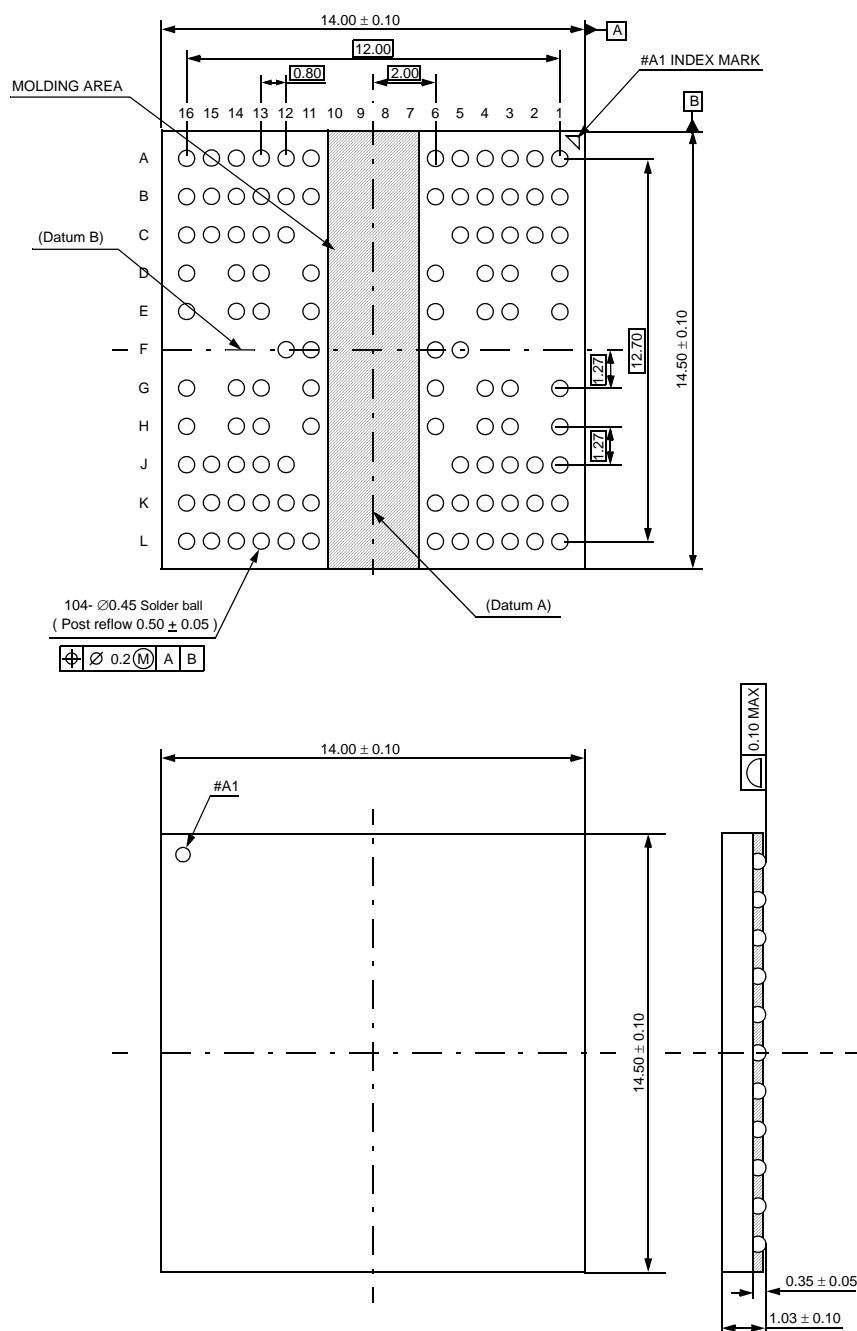 14.00 ± 0.10
A
12.00
#A1 INDEX MARK
0.80
2.00
MOLDING AREA
B
16 15 14 13 12 11 10 9 8 7 6 5 4 3 2 1
A
B
C
(Datum B)
D
E
F
G
H
J
K
L
12.70
14.50 ± 0.10
1.27
1.27
104- ∅0.45 Solder ball
( Post reflow 0.50 ± 0.05 )
⌖ ∅ 0.2 Ⓜ A B
(Datum A)
0.10 MAX
14.00 ± 0.10
#A1
14.50 ± 0.10
0.35 ± 0.05
1.03 ± 0.10